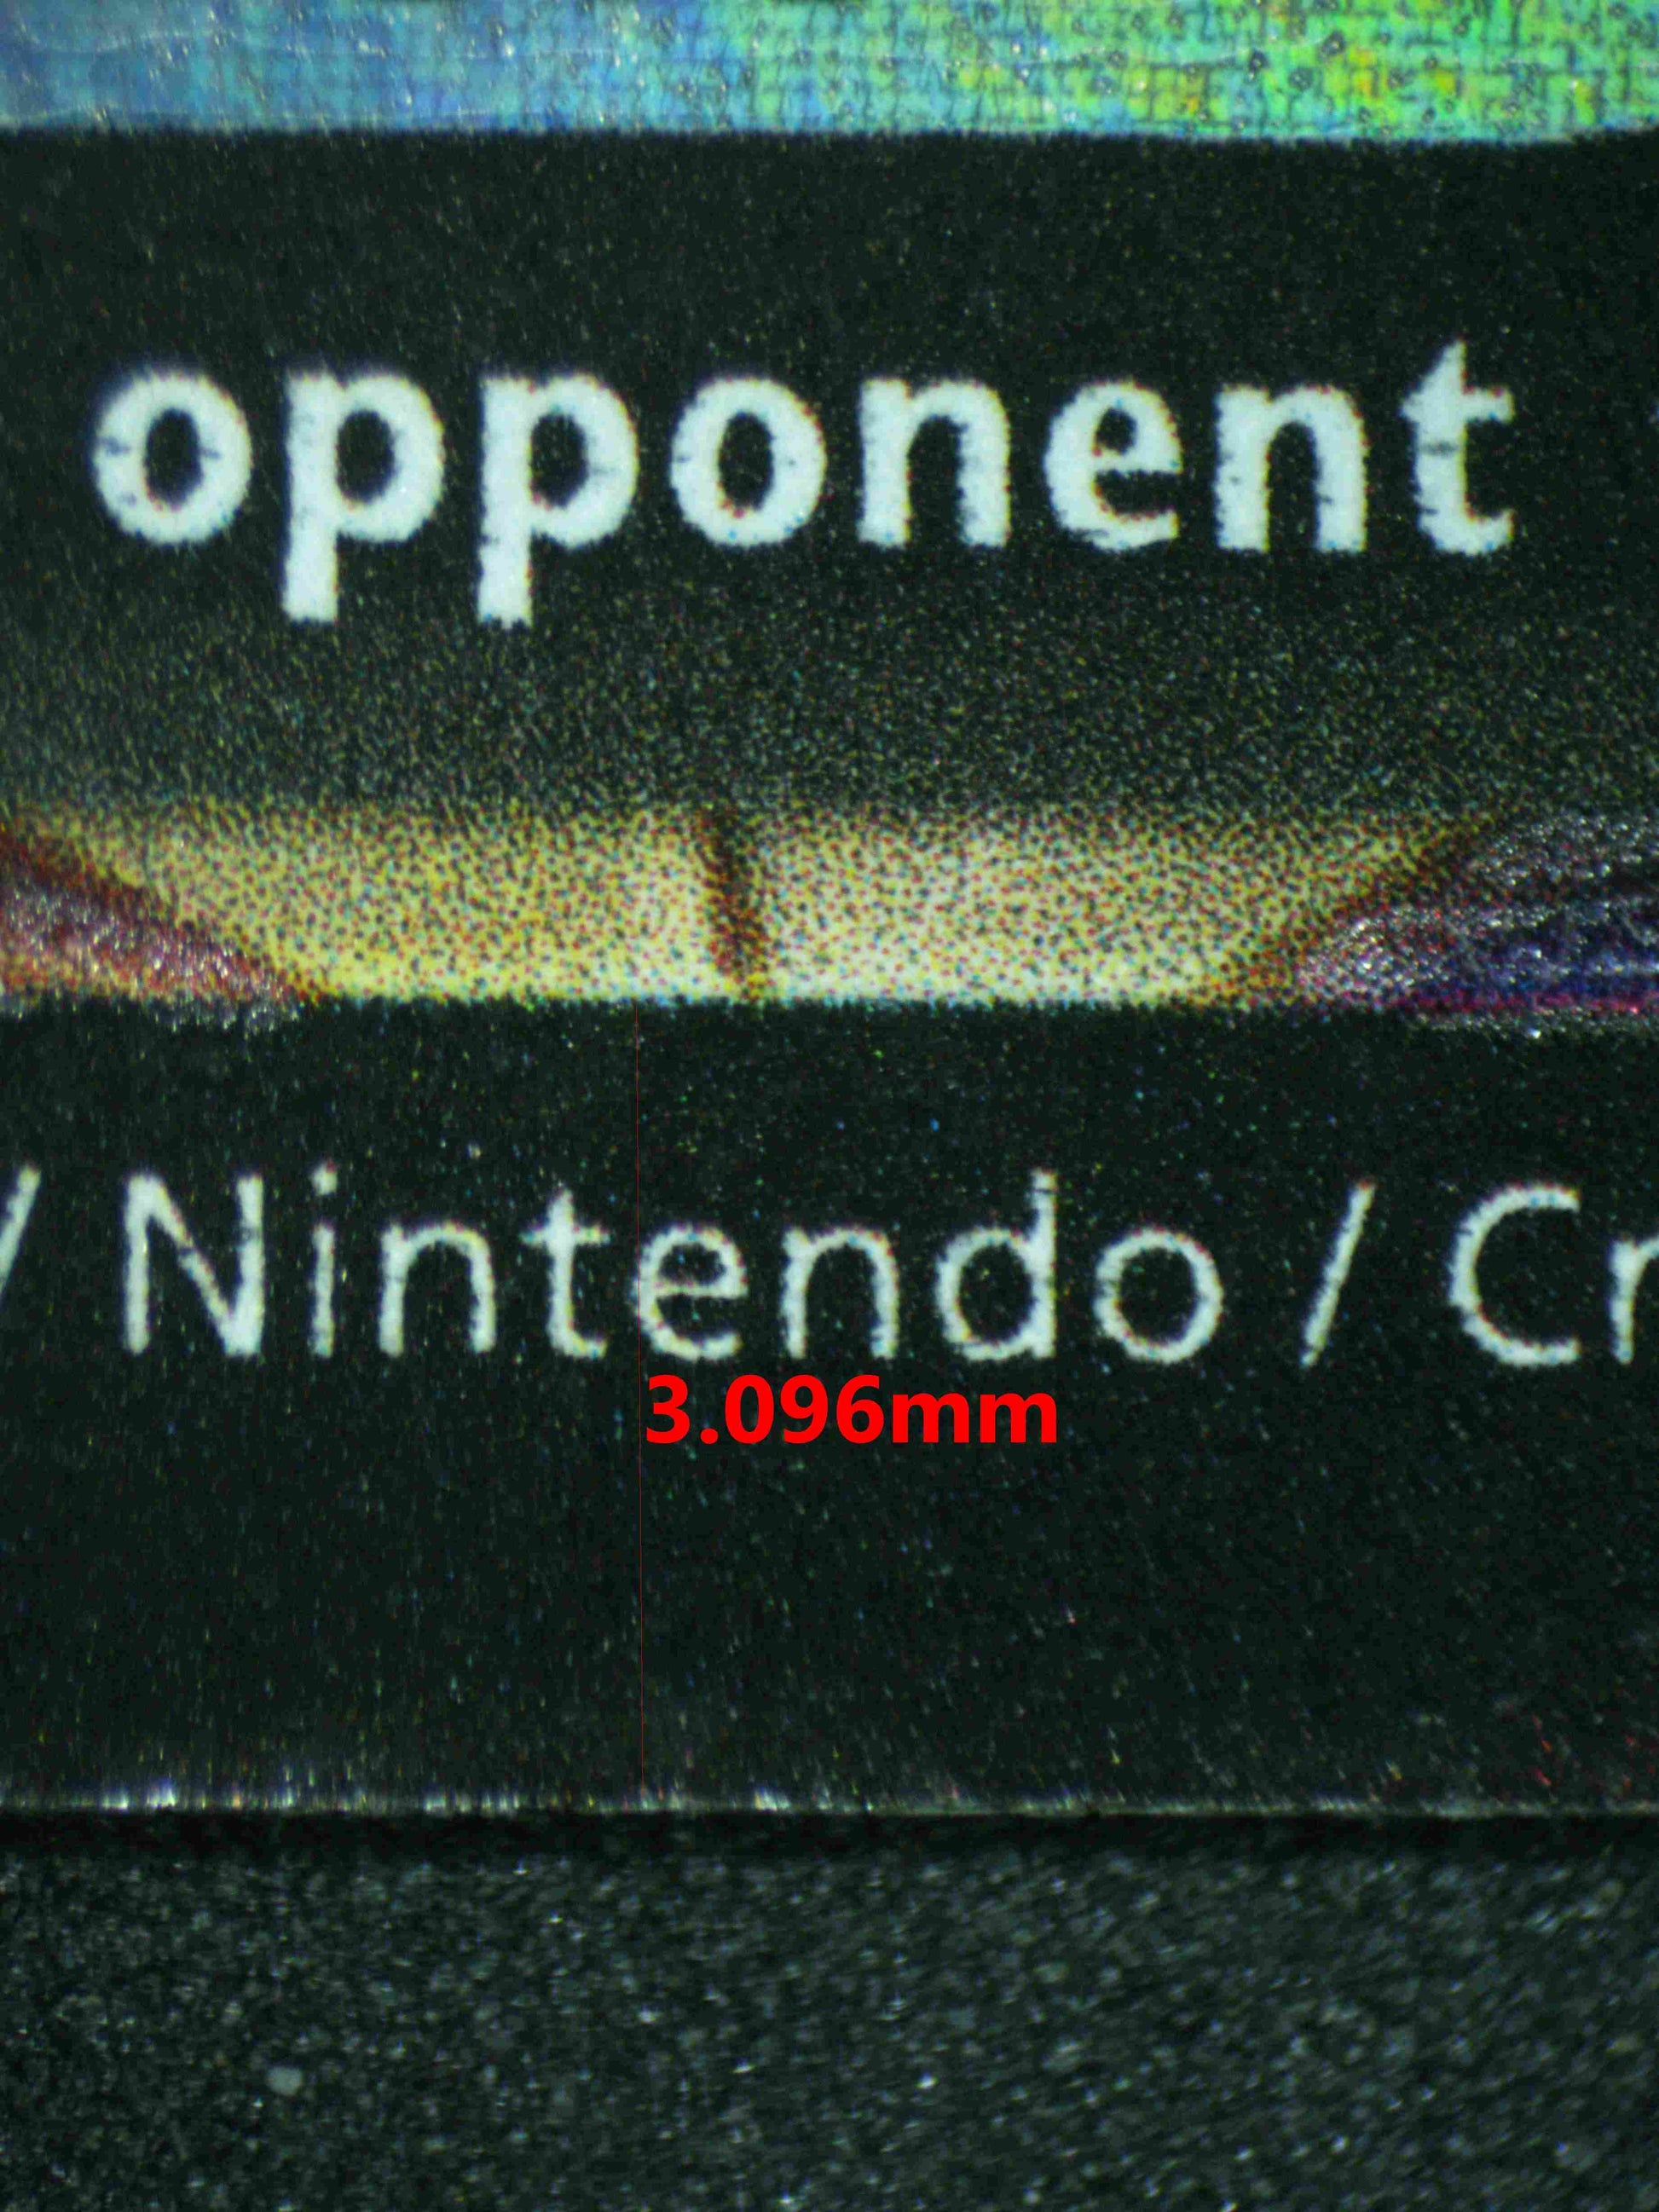 opponent
/ Nintendo / Cr
3.096mm